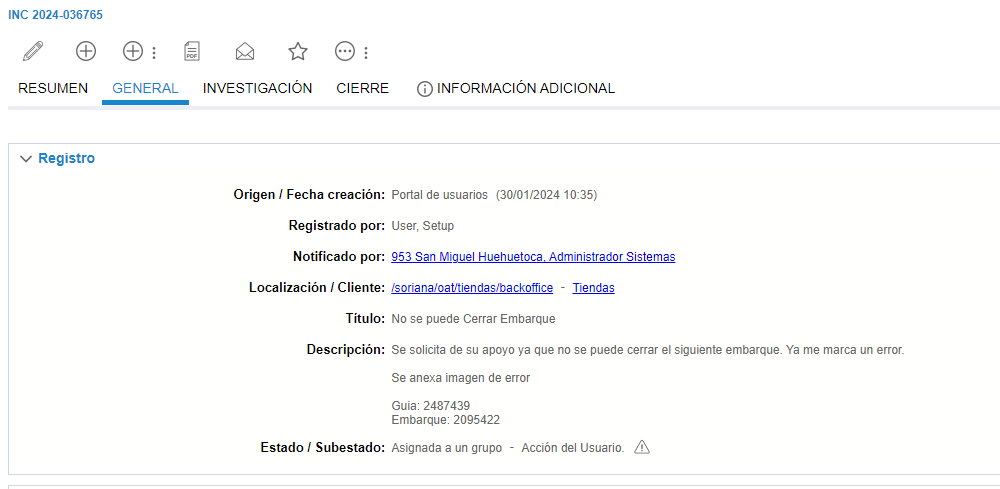 INC 2024-036765
PDF
RESUMEN GENERAL INVESTIGACIÓN CIERRE INFORMACIÓN ADICIONAL
Registro
Origen / Fecha creación: Portal de usuarios (30/01/2024 10:35)
Registrado por: User, Setup
Notificado por: 953 San Miguel Huehuetoca, Administrador Sistemas
Localización / Cliente: /soriana/oat/tiendas/backoffice - Tiendas
Título: No se puede Cerrar Embarque
Descripción: Se solicita de su apoyo ya que no se puede cerrar el siguiente embarque. Ya me marca un error.
Se anexa imagen de error
Guia: 2487439
Embarque: 2095422
Estado / Subestado: Asignada a un grupo - Acción del Usuario.